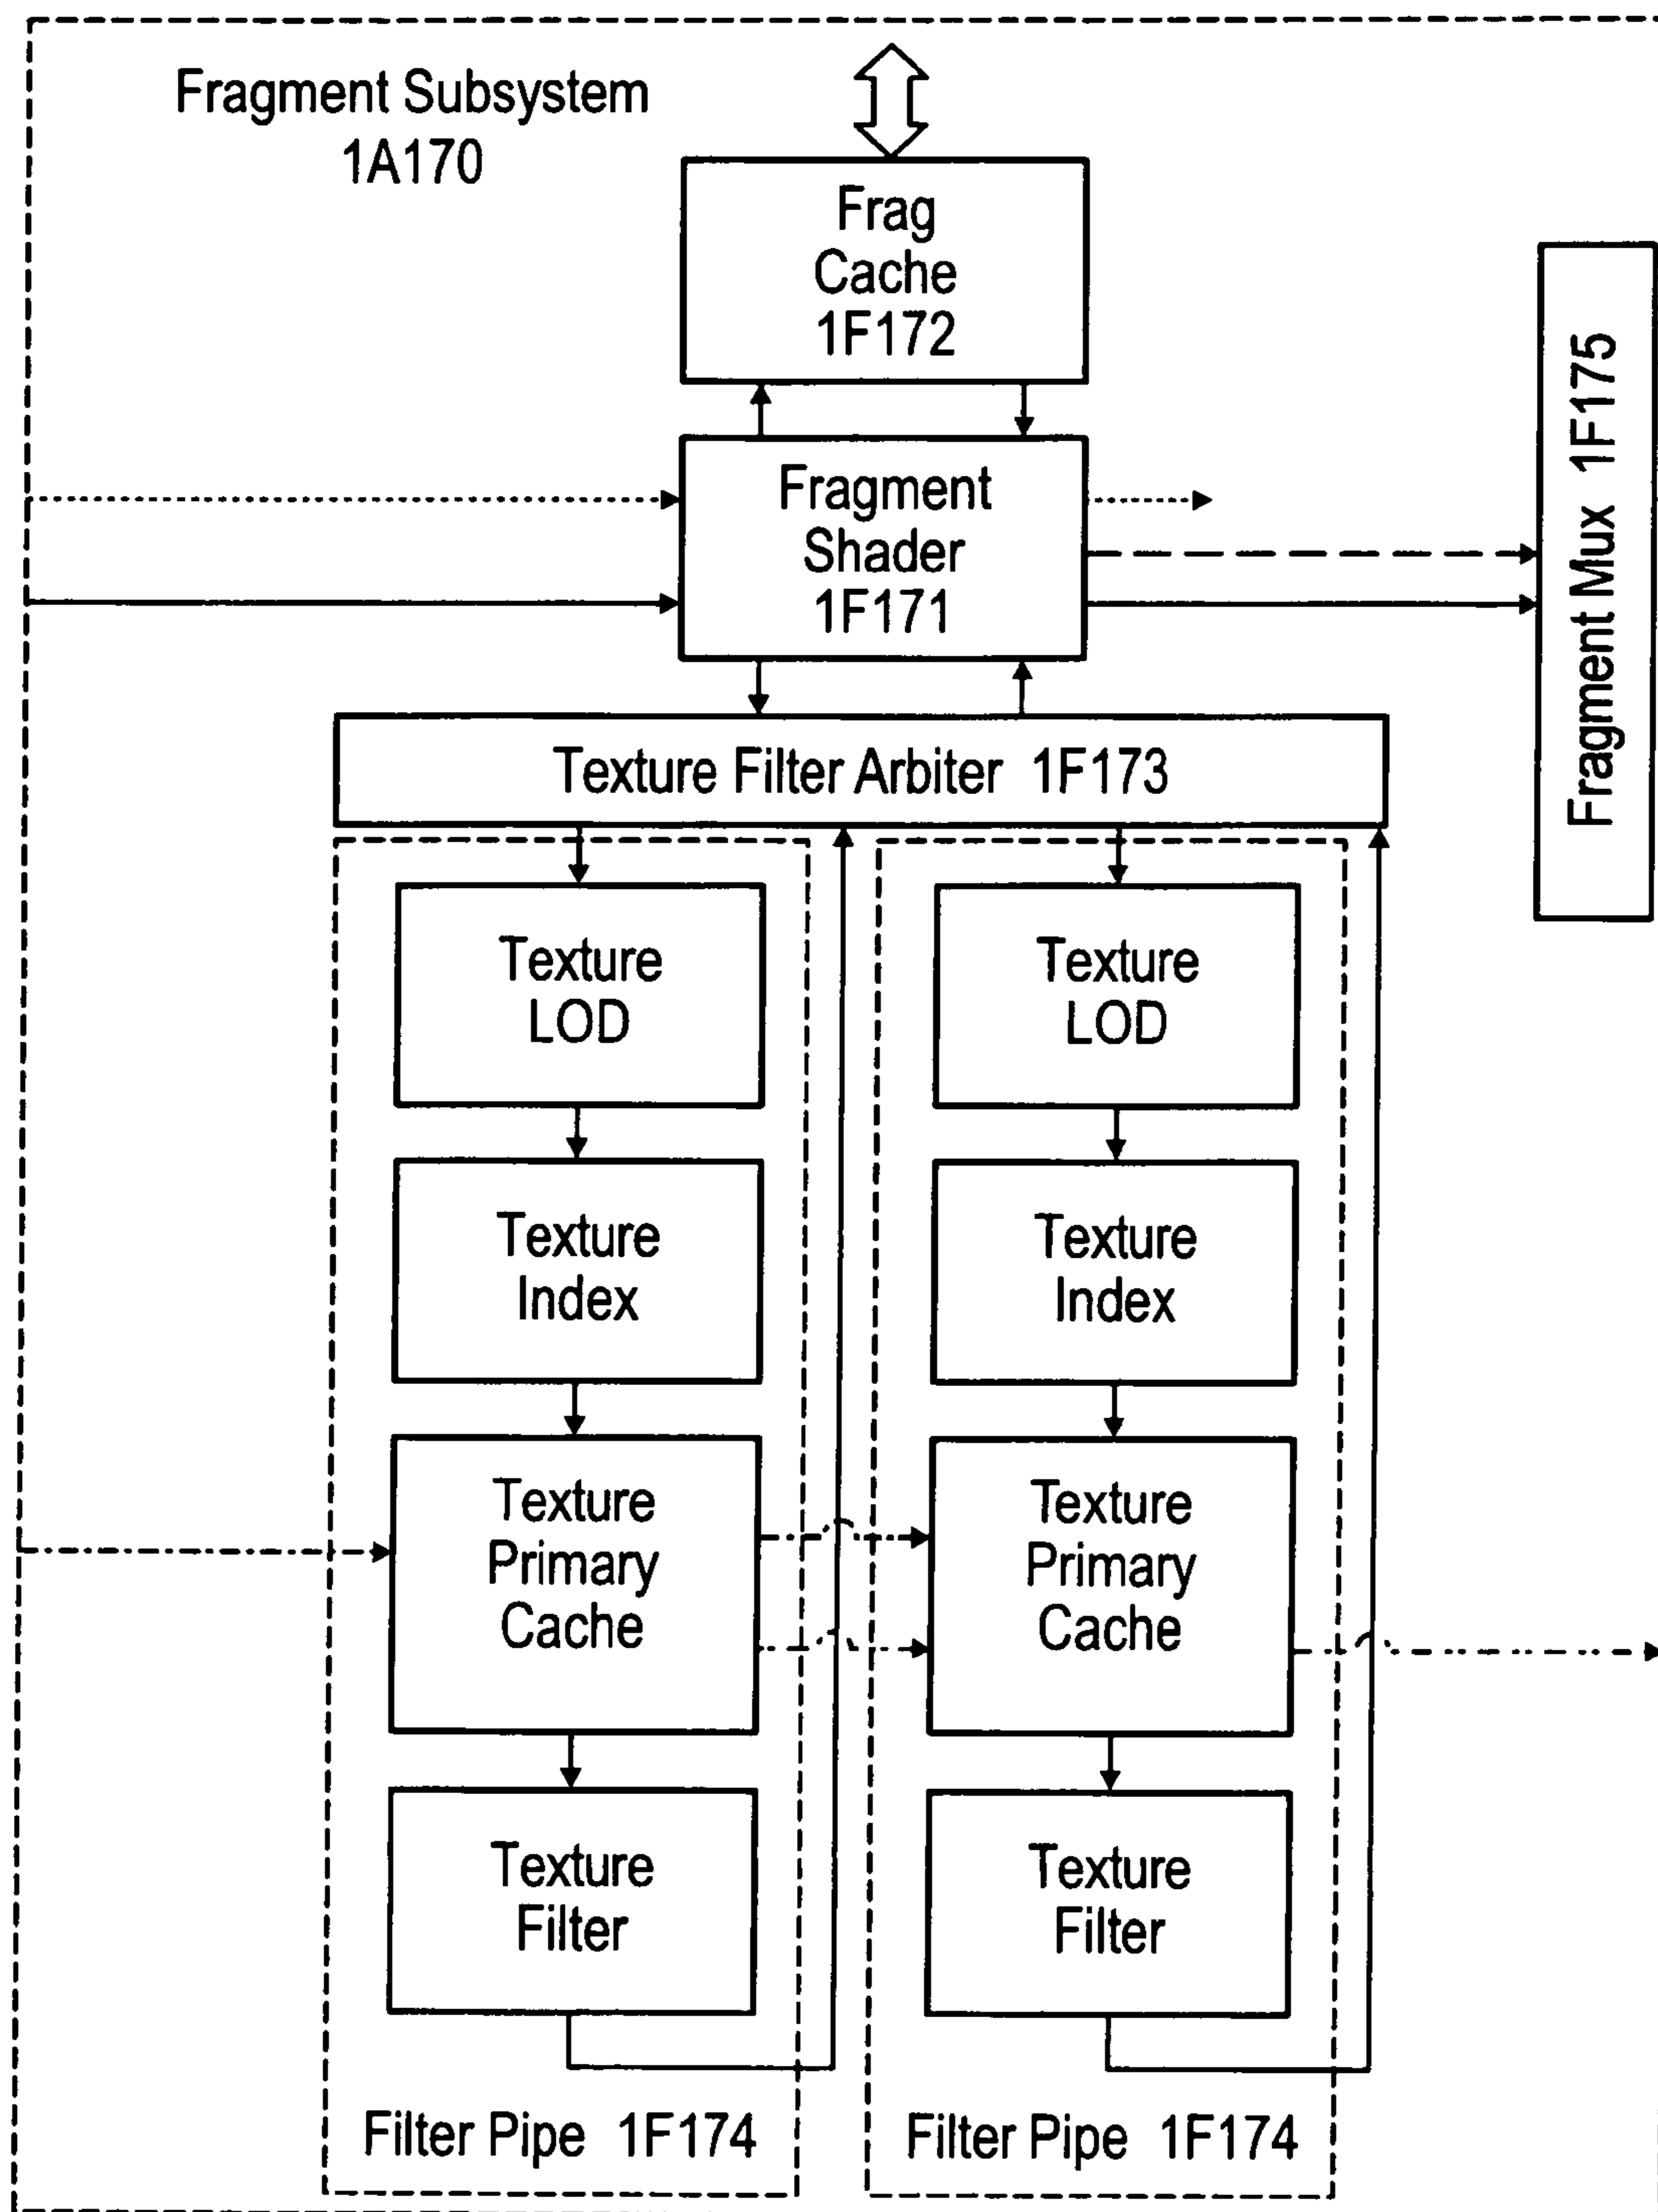 Fragment Subsystem
1A170
Frag
Cache
1F172
Fragment
Shader
1F171
Fragment Mux 1F175
Texture Filter Arbiter 1F173
Texture
LOD
Texture
Index
Texture
Primary
Cache
Texture
Filter
Filter Pipe 1F174
Texture
LOD
Texture
Index
Texture
Primary
Cache
Texture
Filter
Filter Pipe 1F174